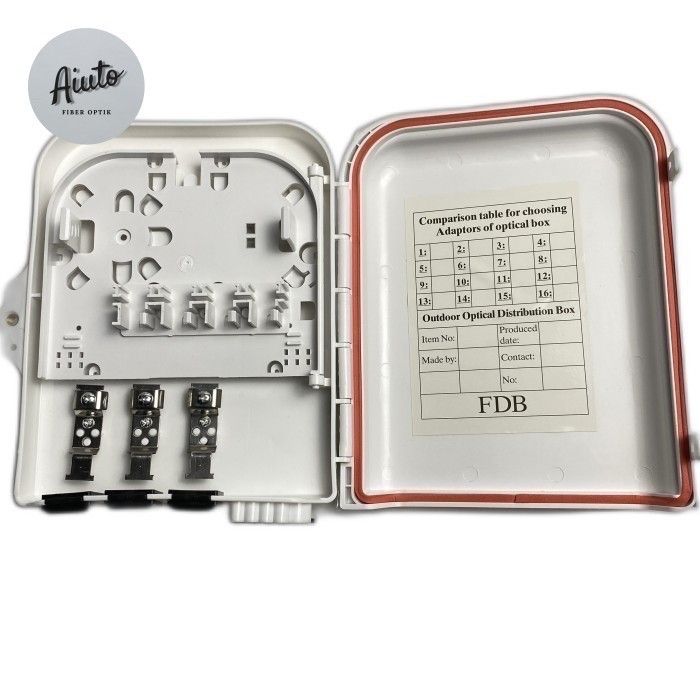 Aiuto
FIBER OPTIK
Comparison table for choosing
Adaptors of optical box
1: 2: 3: 4:
5: 6: 7: 8:
9: 10: 11: 12:
13: 14: 15: 16:
Outdoor Optical Distribution Box
Item No: Produced
date:
Made by: Contact:
No:
FDB